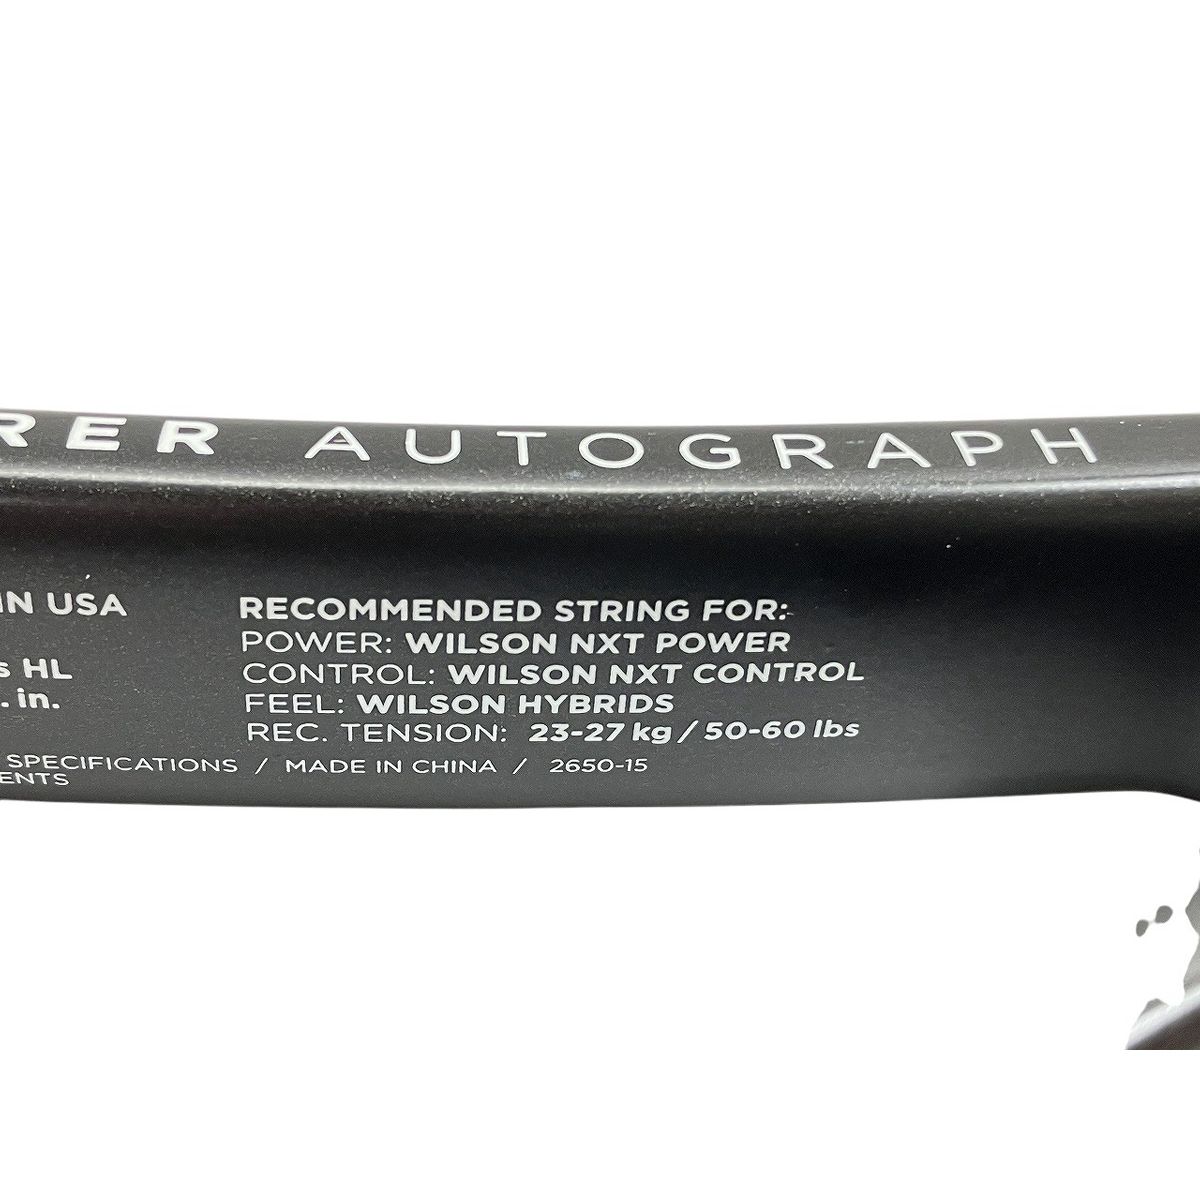 RER AUTOGRAPH
IN USA
s HL
. in.
RECOMMENDED STRING FOR:
POWER: WILSON NXT POWER
CONTROL: WILSON NXT CONTROL
FEEL: WILSON HYBRIDS
REC. TENSION: 23-27 kg / 50-60 lbs
SPECIFICATIONS / MADE IN CHINA / 2650-15
ENTS